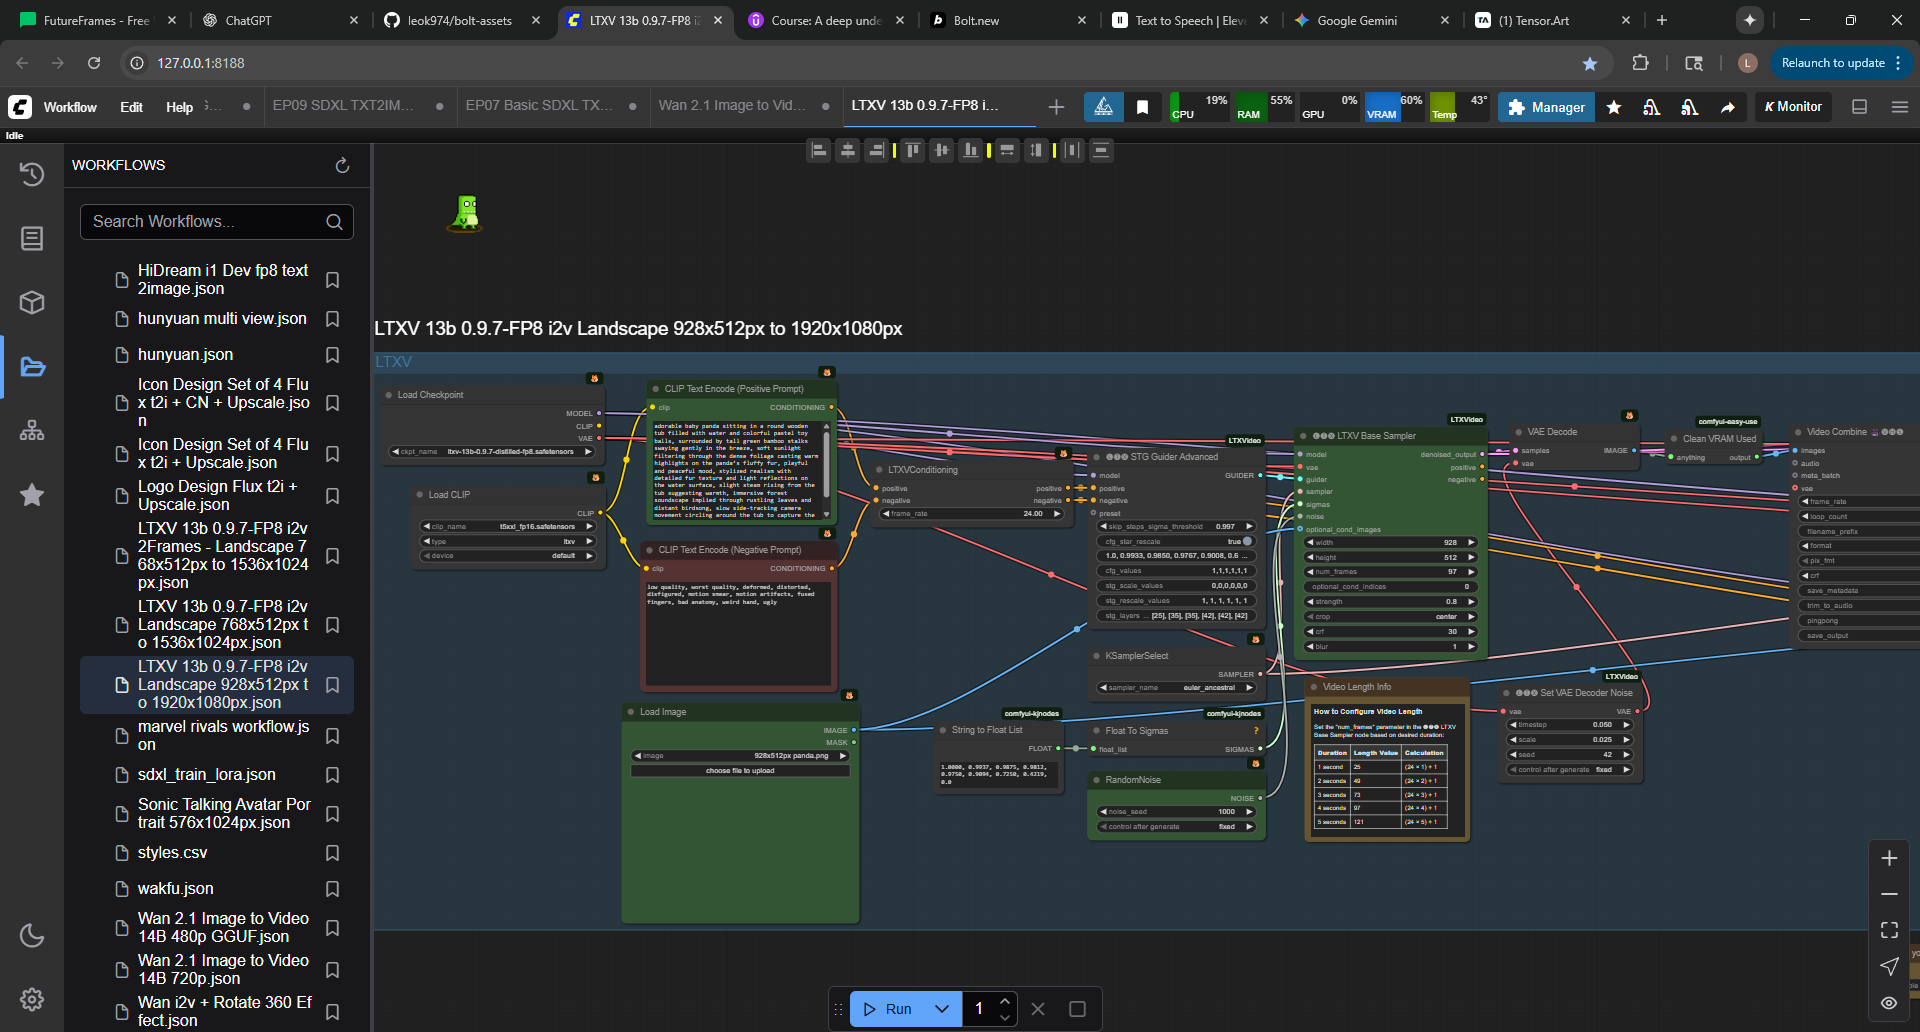 FutureFrames - Free
ChatGPT
leok974/bolt-assets
LTXV 13b 0.9.7-FP8 i
Course: A deep unde
Bolt.new
Text to Speech | Elev
Google Gemini
(1) Tensor.Art
127.0.0.1:8188
L
Relaunch to update
Workflow
Edit
Help
EP09 SDXL TXT2IM...
EP07 Basic SDXL TX...
Wan 2.1 Image to Vid...
LTXV 13b 0.9.7-FP8 i...
CPU 19%
RAM 55%
GPU 0%
VRAM 60%
Temp 43°
Manager
K Monitor
Idle
WORKFLOWS
Search Workflows...
HiDream i1 Dev fp8 text
2image.json
hunyuan multi view.json
hunyuan.json
Icon Design Set of 4 Flu
x t2i + CN + Upscale.jso
n
Icon Design Set of 4 Flu
x t2i + Upscale.json
Logo Design Flux t2i +
Upscale.json
LTXV 13b 0.9.7-FP8 i2v
2Frames - Landscape 7
68x512px to 1536x1024
px.json
LTXV 13b 0.9.7-FP8 i2v
Landscape 768x512px t
o 1536x1024px.json
LTXV 13b 0.9.7-FP8 i2v
Landscape 928x512px t
o 1920x1080px.json
marvel rivals workflow.js
on
sdxl_train_lora.json
Sonic Talking Avatar Por
trait 576x1024px.json
styles.csv
wakfu.json
Wan 2.1 Image to Video
14B 480p GGUF.json
Wan 2.1 Image to Video
14B 720p.json
Wan i2v + Rotate 360 Ef
fect.json
LTXV 13b 0.9.7-FP8 i2v Landscape 928x512px to 1920x1080px
LTXV
Load Checkpoint
MODEL
CLIP
VAE
ckpt_name ltxv-13b-0.9.7-distilled-fp8.safetensors
Load CLIP
CLIP
clip_name t5xxl_fp16.safetensors
type ltxv
device default
CLIP Text Encode (Positive Prompt)
clip CONDITIONING
adorable baby panda sitting in a round wooden
tub filled with water and colorful pastel toy
balls, surrounded by tall green bamboo stalks
swaying gently in the breeze, soft sunlight
filtering through the dense foliage casting warm
highlights on the panda's fluffy fur, playful
and peaceful mood, stylized realism with
detailed fur texture and light reflections on
the water surface, slight steam rising from the
tub suggesting warmth, immersive forest
soundscape implied through rustling leaves and
distant birdsong, slow side-tracking camera
movement circling around the tub to capture the
CLIP Text Encode (Negative Prompt)
clip CONDITIONING
low quality, worst quality, deformed, distorted,
disfigured, motion smear, motion artifacts, fused
fingers, bad anatomy, weird hand, ugly
Load Image
IMAGE
MASK
image 928x512px panda.png
choose file to upload
LTXVConditioning
positive positive
negative negative
frame_rate 24.00
LTXVideo
STG Guider Advanced
model GUIDER
positive
negative
preset
skip_steps_sigma_threshold 0.997
cfg_star_rescale true
1.0, 0.9933, 0.9850, 0.9767, 0.9008, 0.6 ...
cfg_values 1,1,1,1,1,1
stg_scale_values 0,0,0,0,0,0
stg_rescale_values 1, 1, 1, 1, 1, 1
stg_layers ... [25], [35], [35], [42], [42], [42]
KSamplerSelect
SAMPLER
sampler_name euler_ancestral
comfyui-kjnodes
String to Float List
FLOAT
1.0000, 0.9937, 0.9875, 0.9812,
0.9750, 0.9094, 0.7250, 0.4219,
0.0
comfyui-kjnodes
Float To Sigmas ?
float_list SIGMAS
RandomNoise
NOISE
noise_seed 1000
control after generate fixed
LTXVideo
LTXV Base Sampler
model denoised_output
vae positive
guider negative
sampler
sigmas
noise
optional_cond_images
width 928
height 512
num_frames 97
optional_cond_indices 0
strength 0.8
crop center
crf 30
blur 1
Video Length Info
How to Configure Video Length
Set the "num_frames" parameter in the LTXV
Base Sampler node based on desired duration:
Duration Length Value Calculation
1 second 25 (24 × 1) + 1
2 seconds 49 (24 × 2) + 1
3 seconds 73 (24 × 3) + 1
4 seconds 97 (24 × 4) + 1
5 seconds 121 (24 × 5) + 1
VAE Decode
samples IMAGE
vae
comfyui-easy-use
Clean VRAM Used
anything output
LTXVideo
Set VAE Decoder Noise
vae VAE
timestep 0.050
scale 0.025
seed 42
control after generate fixed
Video Combine
images
audio
meta_batch
vae
frame_rate
loop_count
filename_prefix
format
pix_fmt
crf
save_metadata
trim_to_audio
pingpong
save_output
Run
1